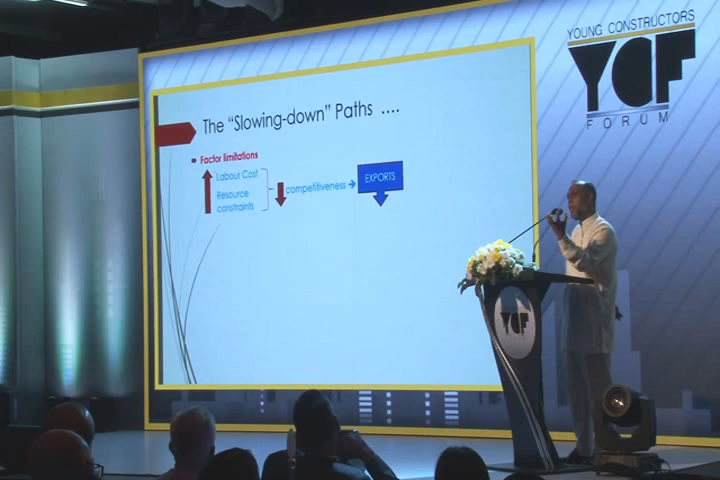 YOUNG CONSTRUCTORS
YCF
FORUM
The “Slowing-down” Paths ....
Factor limitations
Labour Cost
Resource
constraints
competitiveness
EXPORTS
YCF